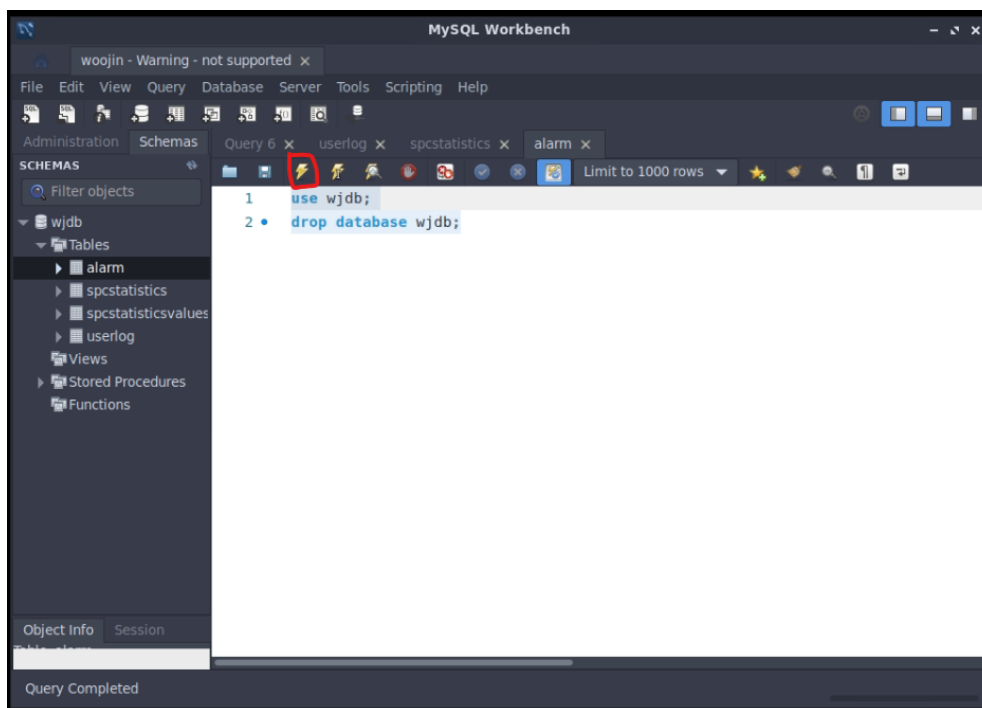 MySQL Workbench
woojin - Warning - not supported
File Edit View Query Database Server Tools Scripting Help
Administration Schemas Query 6 userlog spcstatistics alarm
SCHEMAS
Limit to 1000 rows
Filter objects
1 use wjdb;
2 drop database wjdb;
wjdb
Tables
alarm
spcstatistics
spcstatisticsvalues
userlog
Views
Stored Procedures
Functions
Object Info Session
Query Completed